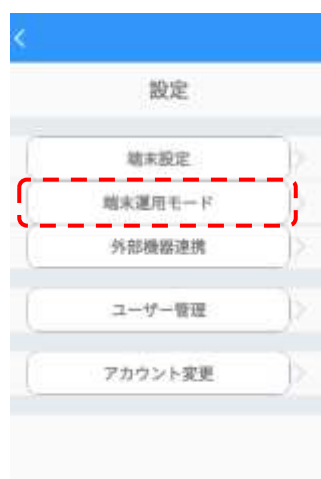 設定
端末設定
端末運用モード
外部機器連携
ユーザー管理
アカウント変更